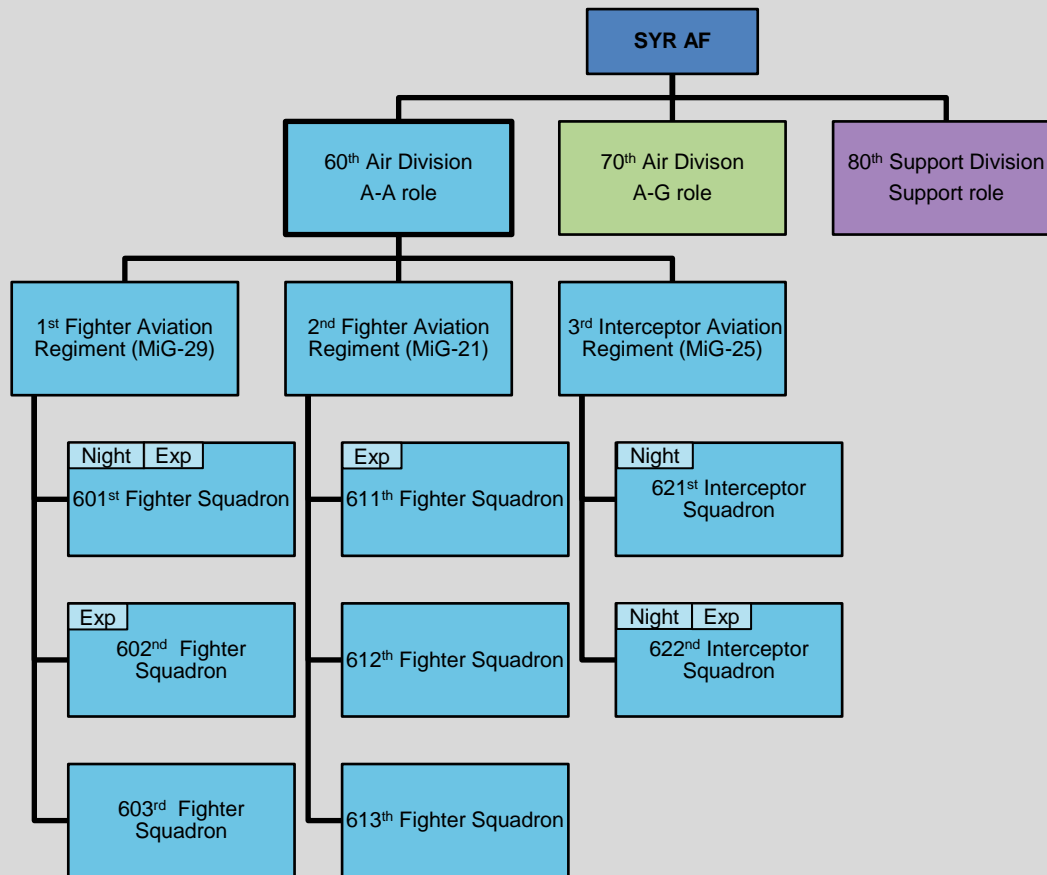 SYR AF
60th Air Division
A-A role
70th Air Divison
A-G role
80th Support Division
Support role
1st Fighter Aviation
Regiment (MiG-29)
2nd Fighter Aviation
Regiment (MiG-21)
3rd Interceptor Aviation
Regiment (MiG-25)
Night Exp
601st Fighter Squadron
Exp
611th Fighter Squadron
Night
621st Interceptor
Squadron
Exp
602nd Fighter
Squadron
612th Fighter Squadron
Night Exp
622nd Interceptor
Squadron
603rd Fighter
Squadron
613th Fighter Squadron